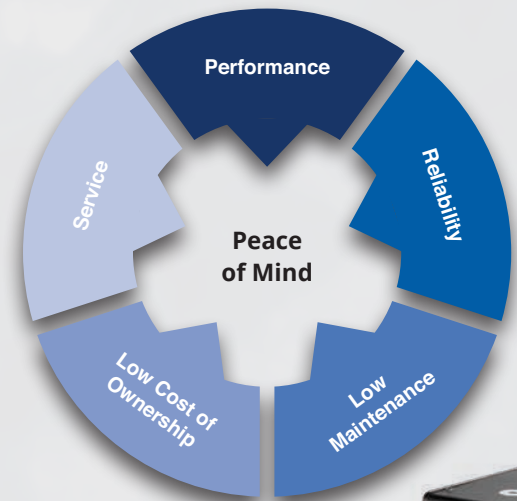 Performance
Reliability
Service
Peace
of Mind
Low Cost of
Ownership
Low
Maintenance